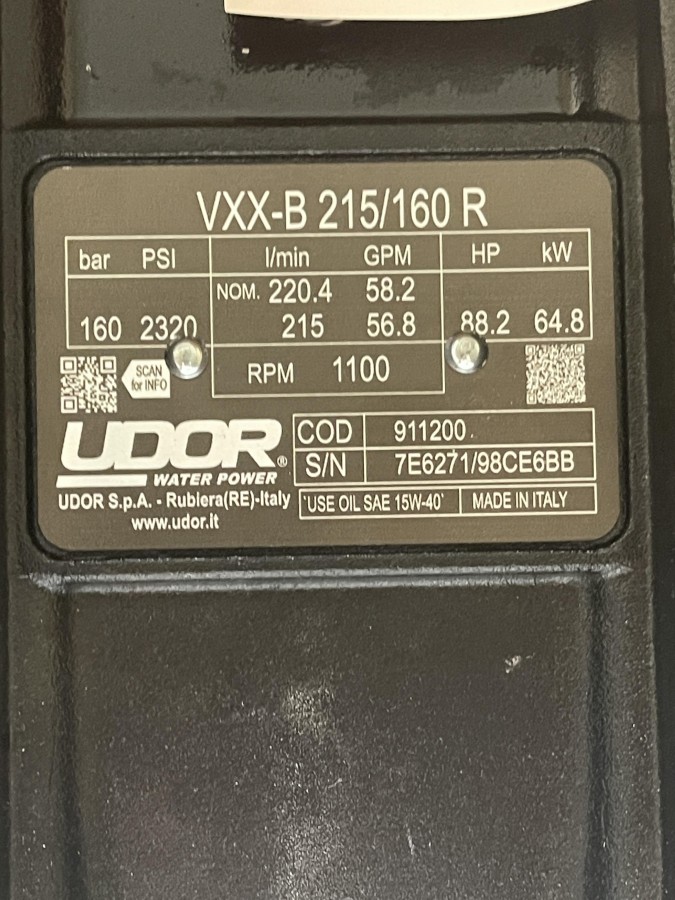 VXX-B 215/160 R
bar PSI l/min GPM HP kW
NOM. 220.4 58.2
160 2320 215 56.8 88.2 64.8
SCAN
for INFO
RPM 1100
UDOR®
WATER POWER
COD 911200
S/N 7E6271/98CE6BB
UDOR S.p.A. - Rubiera(RE)-Italy
www.udor.it
"USE OIL SAE 15W-40" MADE IN ITALY